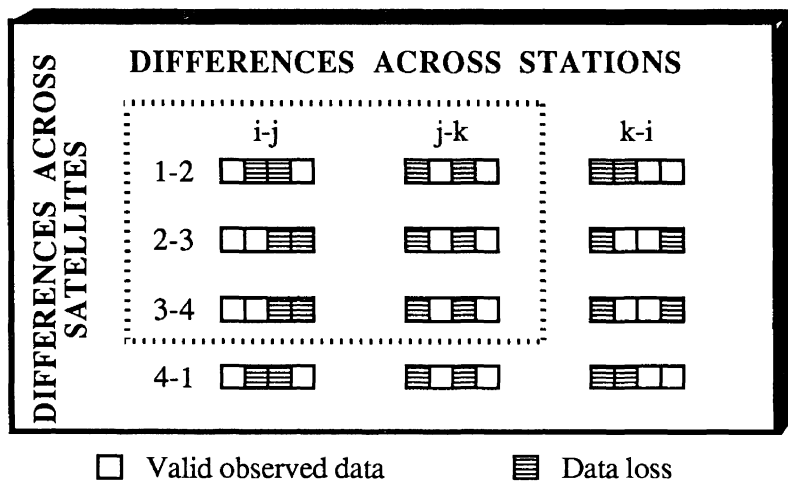 DIFFERENCES ACROSS STATIONS
DIFFERENCES ACROSS
SATELLITES
i-j j-k k-i
1-2
2-3
3-4
4-1
Valid observed data Data loss